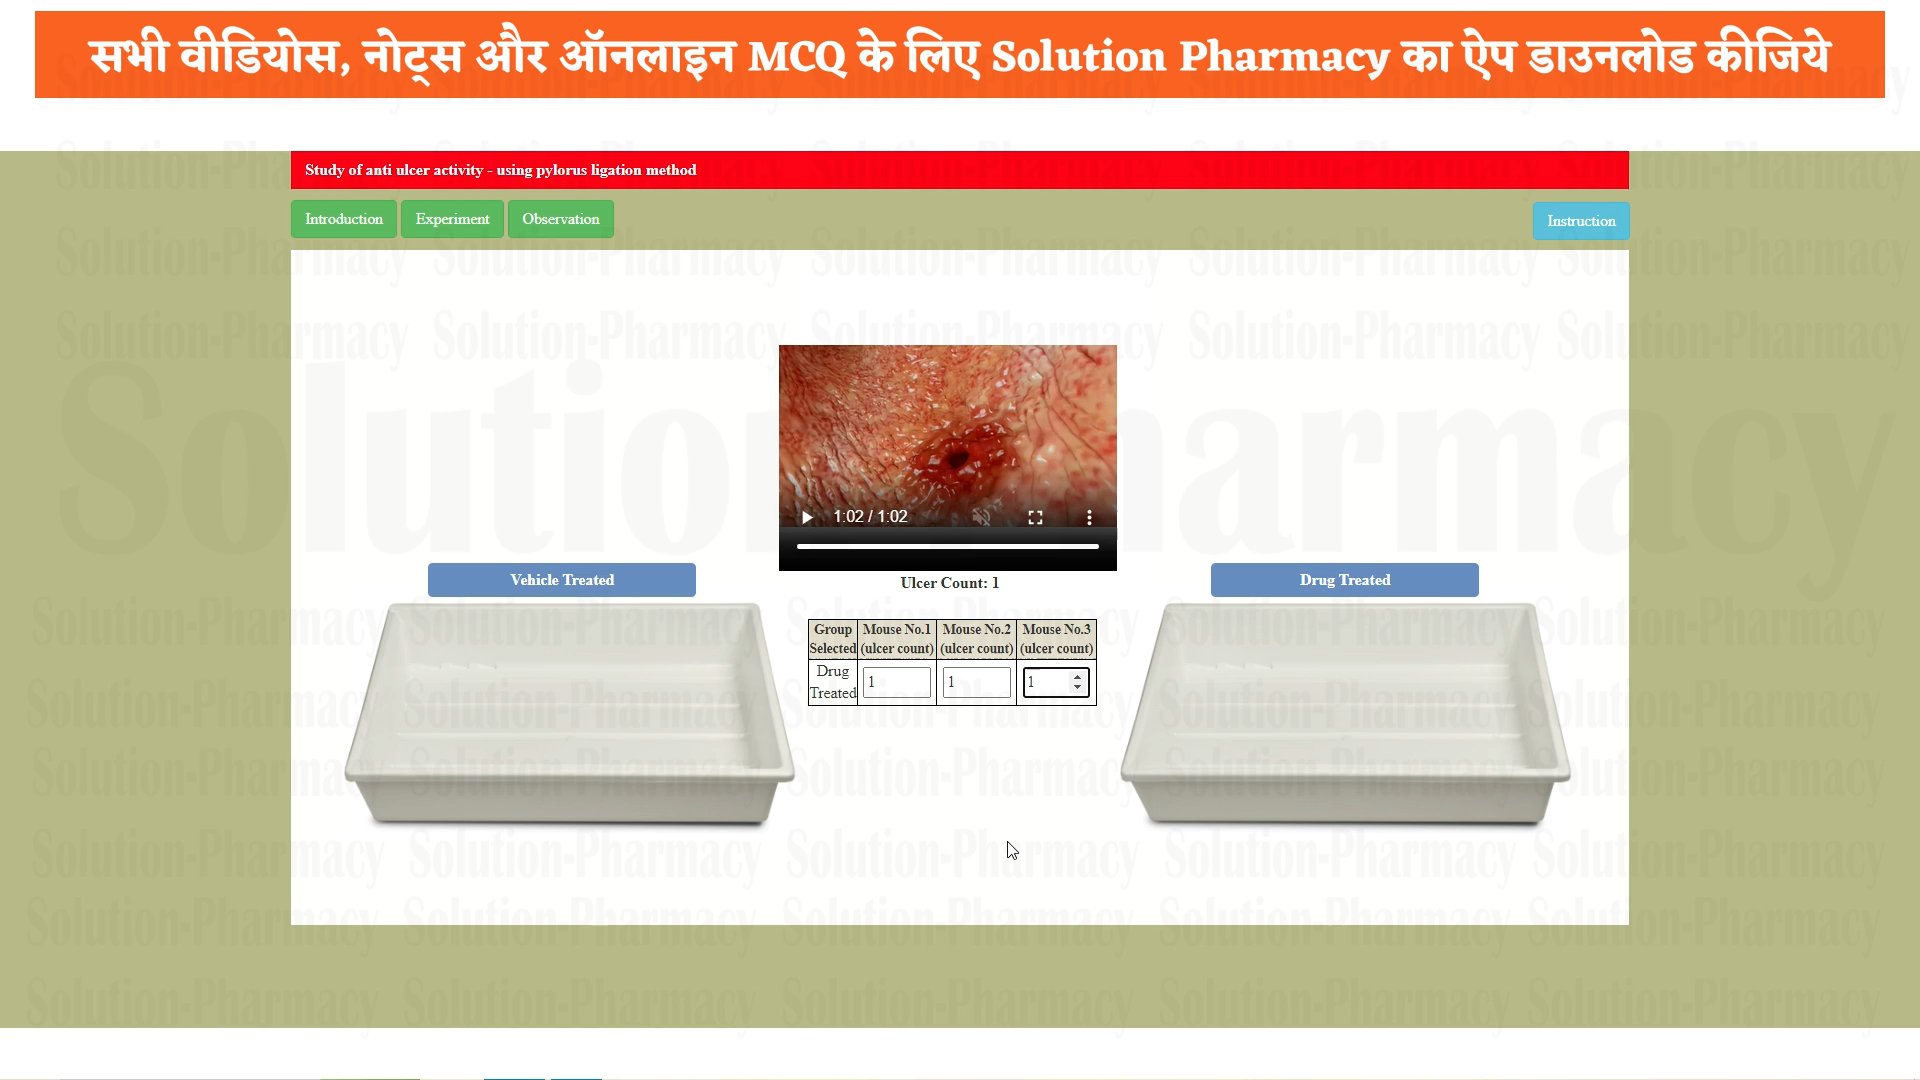 सभी वीडियोस, नोट्स और ऑनलाइन MCQ के लिए Solution Pharmacy का ऐप डाउनलोड कीजिये
Study of anti ulcer activity - using pylorus ligation method
Introduction Experiment Observation Instruction
1:02 / 1:02
Ulcer Count: 1
Vehicle Treated
Drug Treated
Group Selected Mouse No.1 (ulcer count) Mouse No.2 (ulcer count) Mouse No.3 (ulcer count)
Drug Treated 1 1 1
Solution-Pharmacy